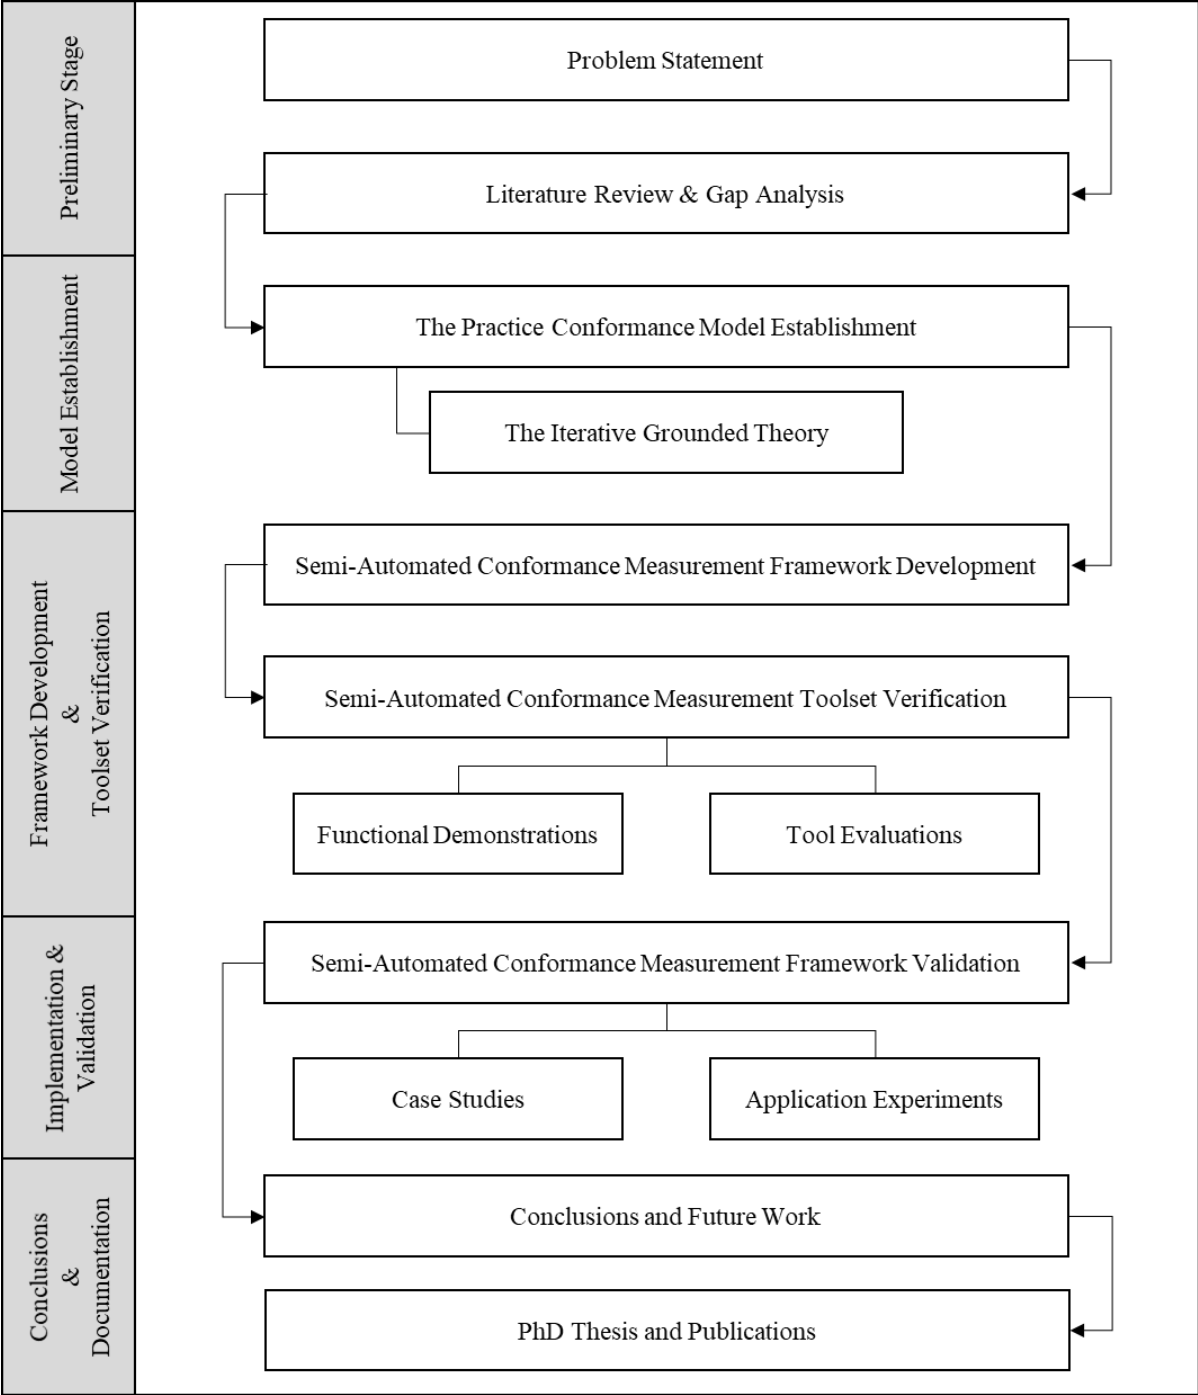 Preliminary Stage
Problem Statement
Literature Review & Gap Analysis
Model Establishment
The Practice Conformance Model Establishment
The Iterative Grounded Theory
Framework Development
&
Toolset Verification
Semi-Automated Conformance Measurement Framework Development
Semi-Automated Conformance Measurement Toolset Verification
Functional Demonstrations
Tool Evaluations
Implementation &
Validation
Semi-Automated Conformance Measurement Framework Validation
Case Studies
Application Experiments
Conclusions
&
Documentation
Conclusions and Future Work
PhD Thesis and Publications